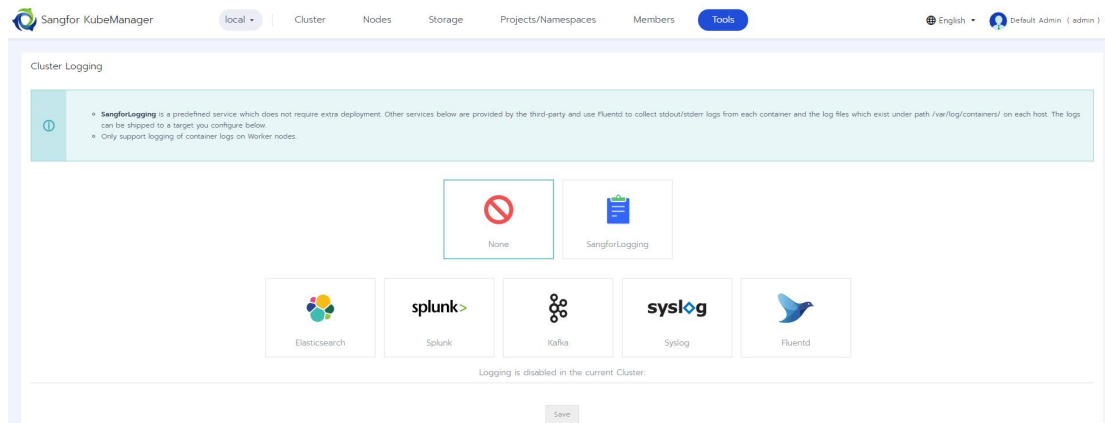 Sangfor KubeManager local Cluster Nodes Storage Projects/Namespaces Members Tools English Default Admin ( admin )
Cluster Logging
SangforLogging is a predefined service which does not require extra deployment. Other services below are provided by the third-party and use Fluentd to collect stdout/stderr logs from each container and the log files which exist under path /var/log/containers/ on each host. The logs
can be shipped to a target you configure below.
Only support logging of container logs on Worker nodes.
None SangforLogging
splunk> syslog
Elasticsearch Splunk Kafka Syslog Fluentd
Logging is disabled in the current Cluster.
Save